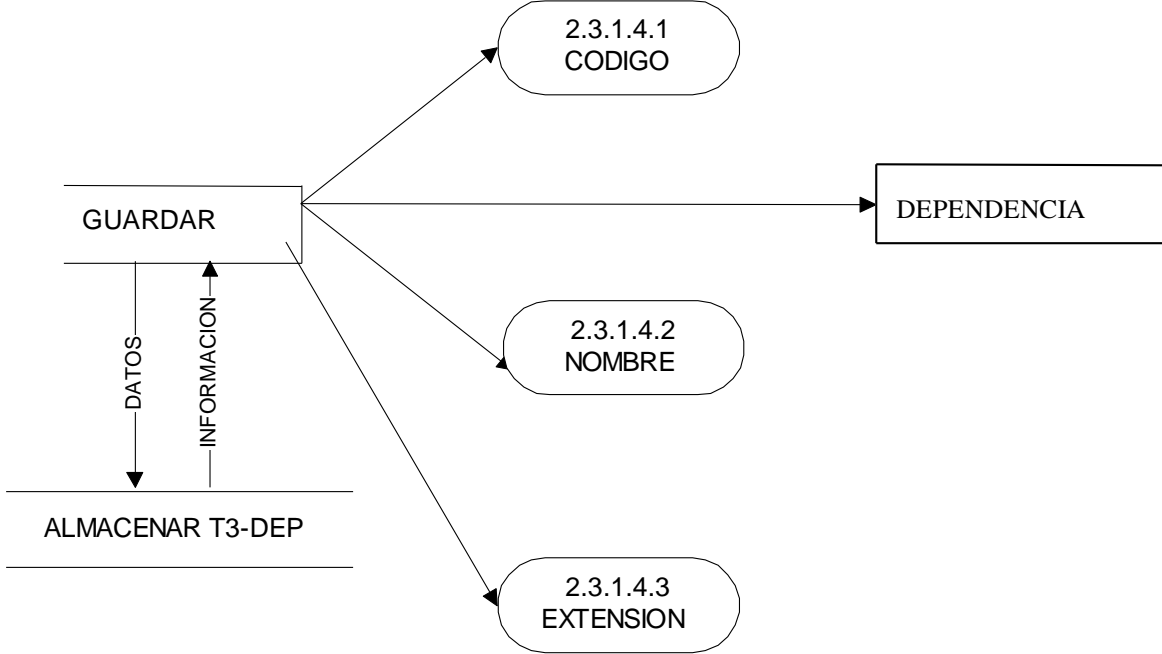 2.3.1.4.1
CODIGO
GUARDAR
DEPENDENCIA
DATOS
INFORMACION
2.3.1.4.2
NOMBRE
ALMACENAR T3-DEP
2.3.1.4.3
EXTENSION